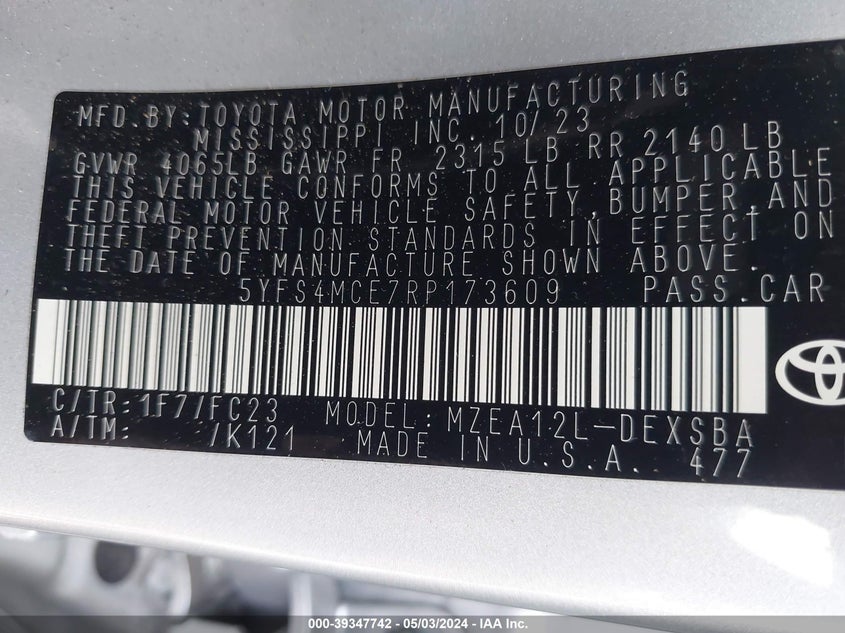 MFD.BY:TOYOTA MOTOR MANUFACTURING
MISSISSIPPI INC. 10/23
GVWR 4065LB GAWR FR 2315 LB RR 2140 LB
THIS VEHICLE CONFORMS TO ALL APPLICABLE
FEDERAL MOTOR VEHICLE SAFETY, BUMPER, AND
THEFT PREVENTION STANDARDS IN EFFECT ON
THE DATE OF MANUFACTURE SHOWN ABOVE.
5YFS4MCE7RP173609 PASS.CAR
C/TR:1F7/FC23 MODEL: MZEA12L-DEXSBA
A/TM: /K121 MADE IN U.S.A. 477
000-39347742 — 05/03/2024 — IAA Inc.